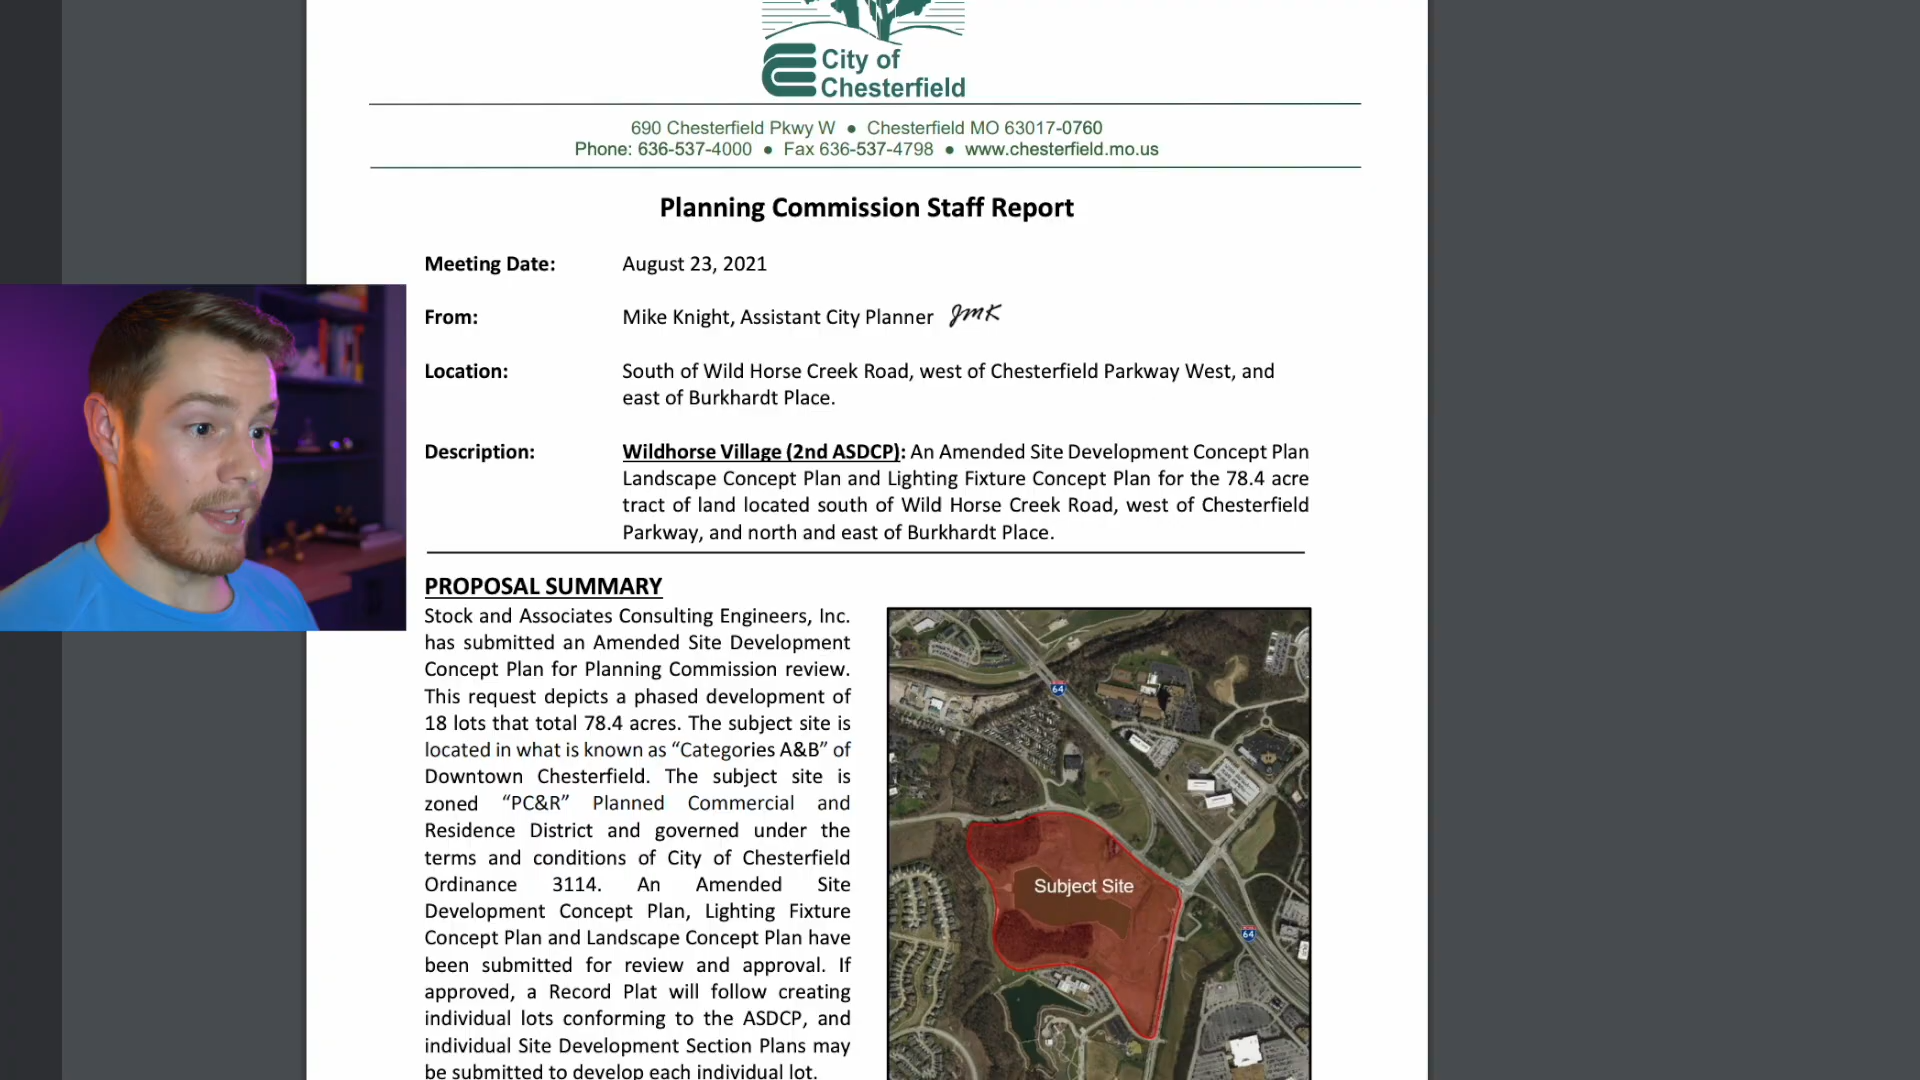 City of
Chesterfield
690 Chesterfield Pkwy W ● Chesterfield MO 63017-0760
Phone: 636-537-4000 ● Fax 636-537-4798 ● www.chesterfield.mo.us
Planning Commission Staff Report
Meeting Date: August 23, 2021
From: Mike Knight, Assistant City Planner JMK
Location: South of Wild Horse Creek Road, west of Chesterfield Parkway West, and
east of Burkhardt Place.
Description: Wildhorse Village (2nd ASDCP): An Amended Site Development Concept Plan
Landscape Concept Plan and Lighting Fixture Concept Plan for the 78.4 acre
tract of land located south of Wild Horse Creek Road, west of Chesterfield
Parkway, and north and east of Burkhardt Place.
PROPOSAL SUMMARY
Stock and Associates Consulting Engineers, Inc.
has submitted an Amended Site Development
Concept Plan for Planning Commission review.
This request depicts a phased development of
18 lots that total 78.4 acres. The subject site is
located in what is known as “Categories A&B” of
Downtown Chesterfield. The subject site is
zoned “PC&R” Planned Commercial and
Residence District and governed under the
terms and conditions of City of Chesterfield
Ordinance 3114. An Amended Site
Development Concept Plan, Lighting Fixture
Concept Plan and Landscape Concept Plan have
been submitted for review and approval. If
approved, a Record Plat will follow creating
individual lots conforming to the ASDCP, and
individual Site Development Section Plans may
be submitted to develop each individual lot.
64
Subject Site
64